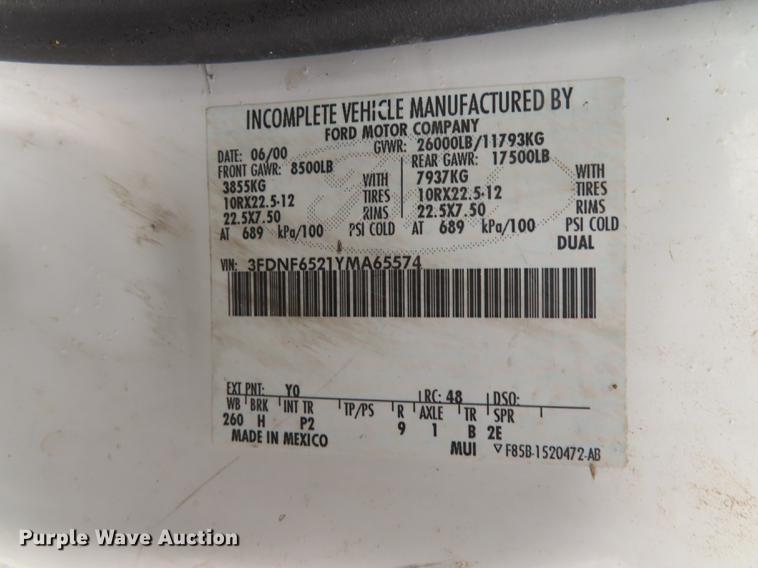 INCOMPLETE VEHICLE MANUFACTURED BY
FORD MOTOR COMPANY
DATE: 06/00 GVWR: 26000LB/11793KG
FRONT GAWR: 8500LB REAR GAWR: 17500LB
3855KG WITH 7937KG WITH
10RX22.5-12 TIRES 10RX22.5-12 TIRES
22.5X7.50 RIMS 22.5X7.50 RIMS
AT 689 kPa/100 PSI COLD AT 689 kPa/100 PSI COLD
DUAL
VIN: 3FDNF6521YMA65574
EXT PNT: Y0 RC: 48 DSO:
WB BRK INT TR TP/PS R AXLE TR SPR
260 H P2 9 1 B 2E
MADE IN MEXICO MUI ▽ F85B-1520472-AB
Purple Wave Auction